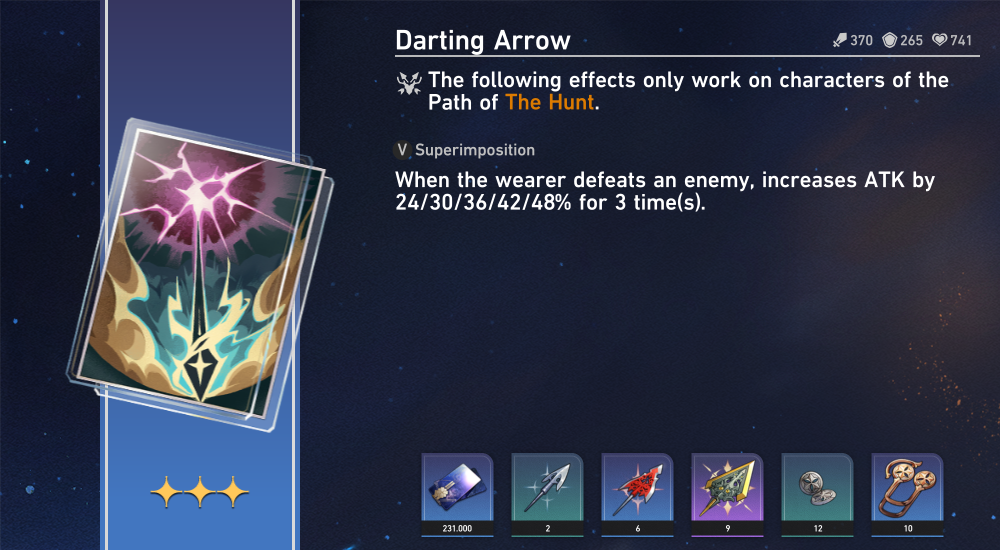 Darting Arrow 370 265 741
The following effects only work on characters of the
Path of The Hunt.
V Superimposition
When the wearer defeats an enemy, increases ATK by
24/30/36/42/48% for 3 time(s).
231.000 2 6 9 12 10